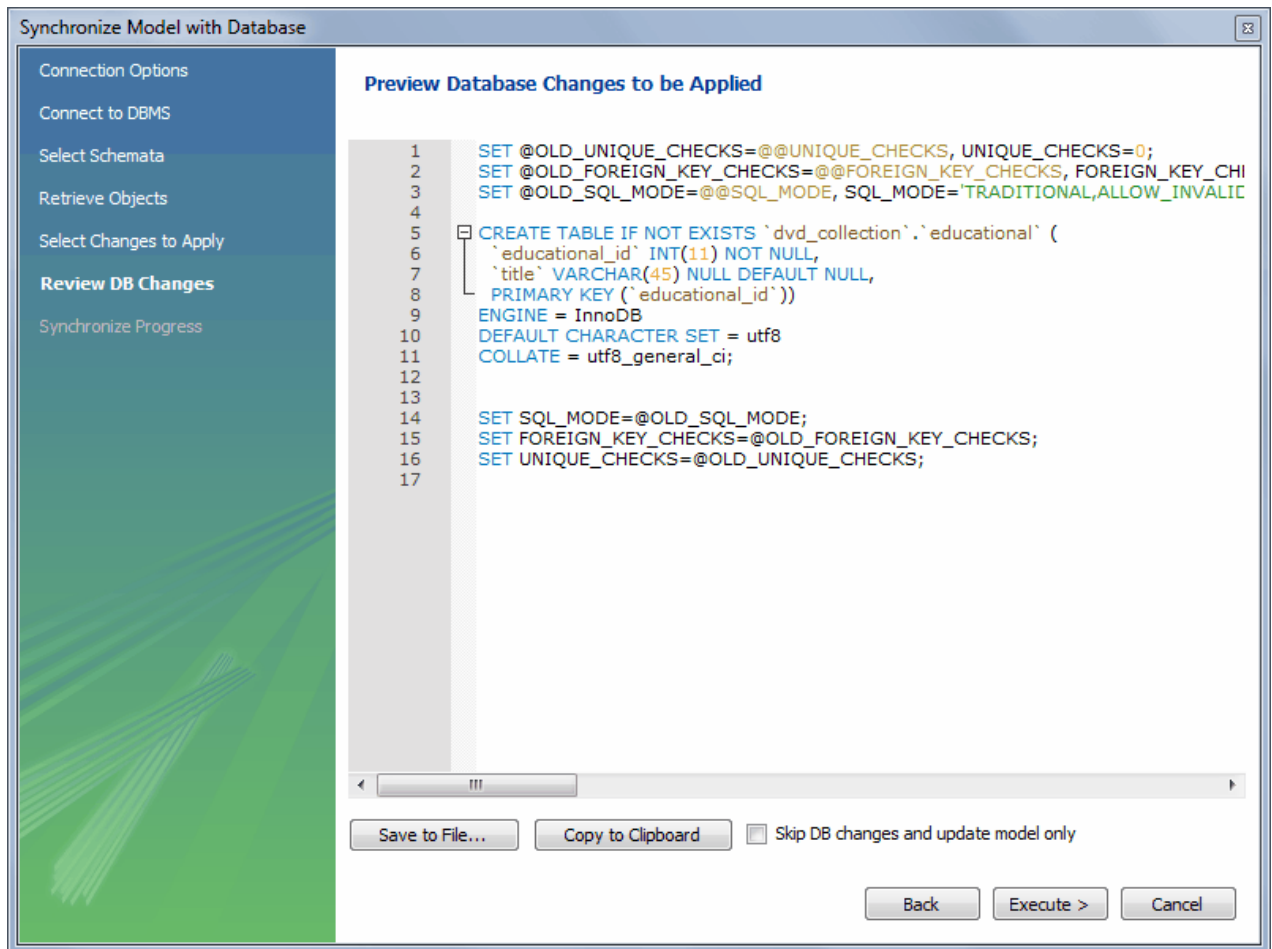 Synchronize Model with Database
Connection Options
Connect to DBMS
Select Schemata
Retrieve Objects
Select Changes to Apply
Review DB Changes
Synchronize Progress
Preview Database Changes to be Applied
1 SET @OLD_UNIQUE_CHECKS=@@UNIQUE_CHECKS, UNIQUE_CHECKS=0;
2 SET @OLD_FOREIGN_KEY_CHECKS=@@FOREIGN_KEY_CHECKS, FOREIGN_KEY_CHE
3 SET @OLD_SQL_MODE=@@SQL_MODE, SQL_MODE='TRADITIONAL,ALLOW_INVALID
4
5 CREATE TABLE IF NOT EXISTS `dvd_collection`.`educational` (
6 `educational_id` INT(11) NOT NULL,
7 `title` VARCHAR(45) NULL DEFAULT NULL,
8 PRIMARY KEY (`educational_id`))
9 ENGINE = InnoDB
10 DEFAULT CHARACTER SET = utf8
11 COLLATE = utf8_general_ci;
12
13
14 SET SQL_MODE=@OLD_SQL_MODE;
15 SET FOREIGN_KEY_CHECKS=@OLD_FOREIGN_KEY_CHECKS;
16 SET UNIQUE_CHECKS=@OLD_UNIQUE_CHECKS;
17
Save to File...
Copy to Clipboard
Skip DB changes and update model only
Back
Execute >
Cancel